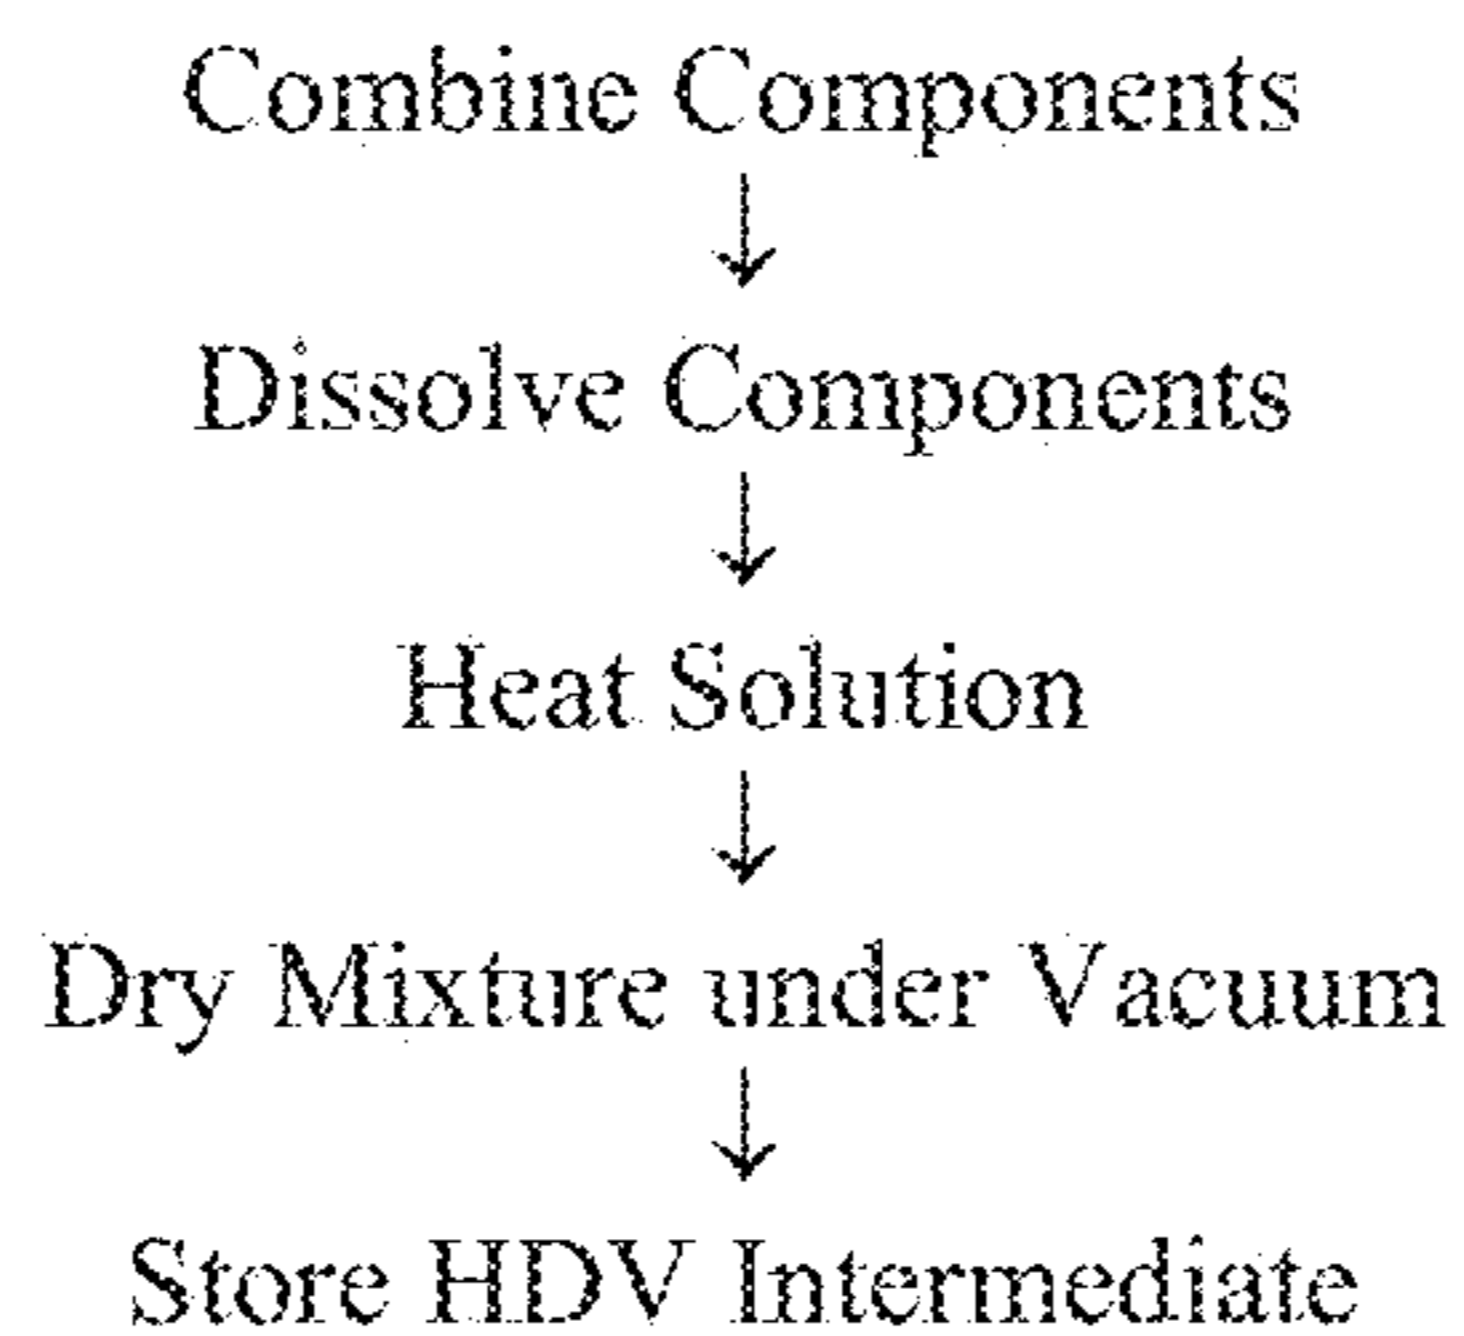 Combine Components
Dissolve Components
Heat Solution
Dry Mixture under Vacuum
Store HDV Intermediate